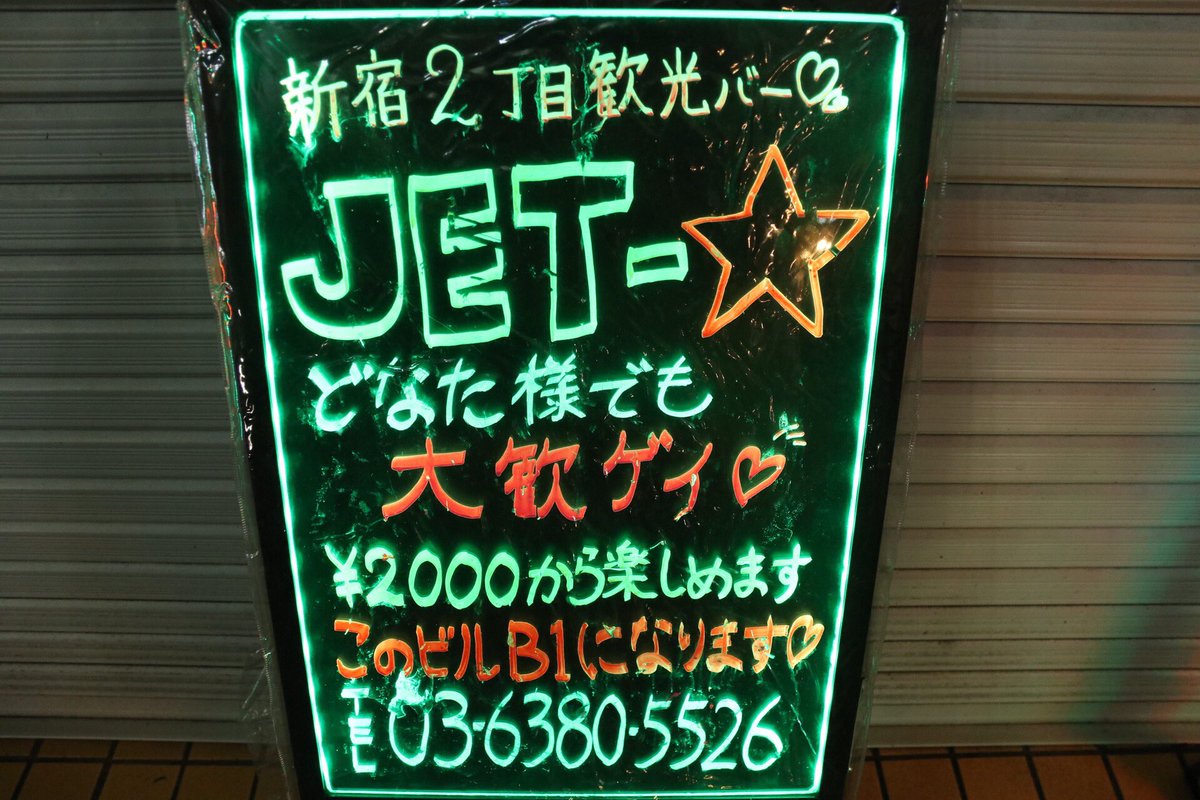 新宿2丁目歓光バー♡
JET-☆
どなた様でも
大歓ゲイ♡
¥2000から楽しめます
このビルB1になります♡
TEL 03-6380-5526